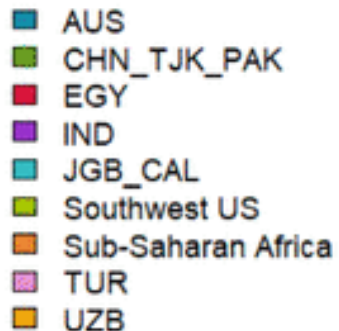 AUS
CHN_TJK_PAK
EGY
IND
JGB_CAL
Southwest US
Sub-Saharan Africa
TUR
UZB